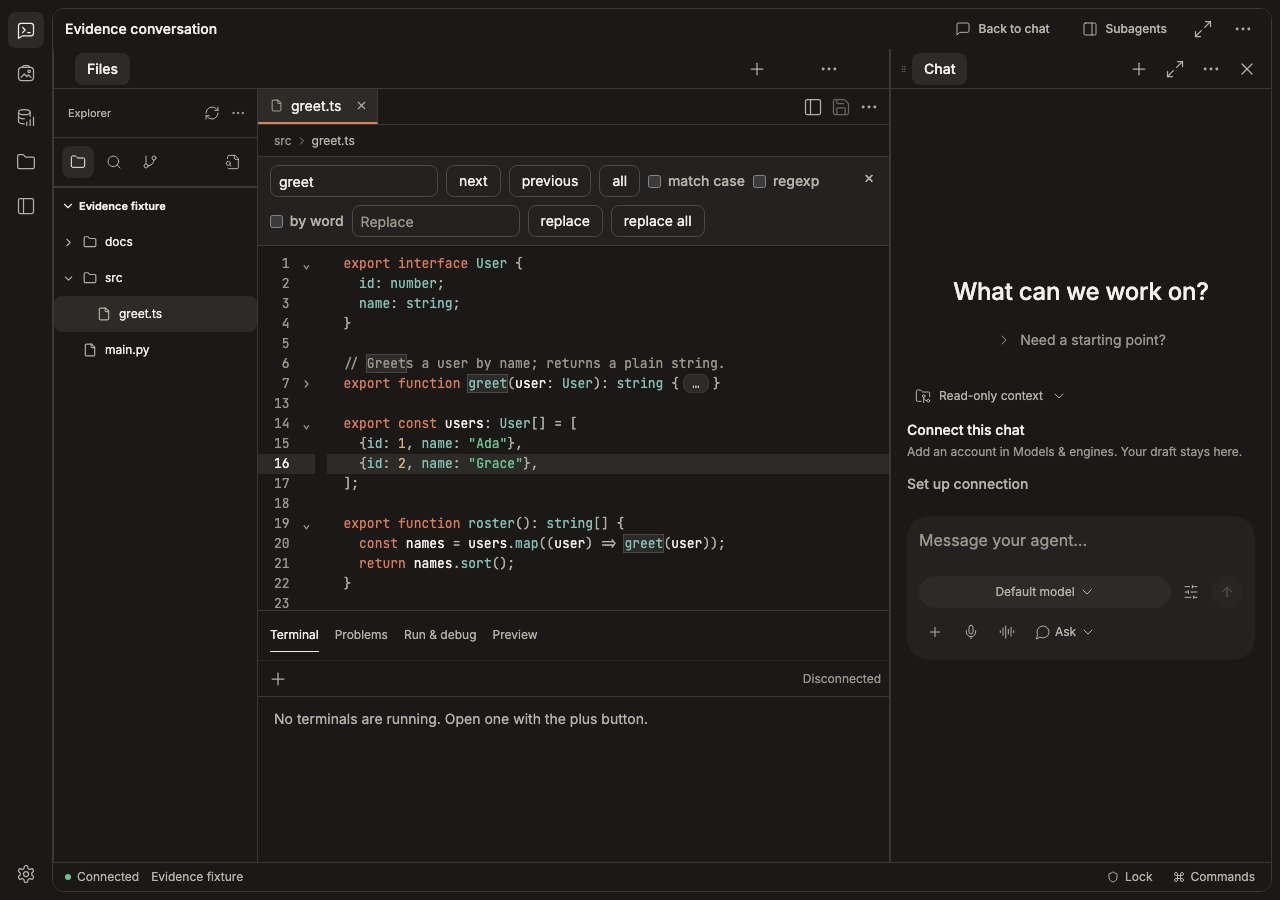 Evidence conversation
Back to chat
Subagents
Files
Chat
Explorer
greet.ts
src > greet.ts
greet
next
previous
all
match case
regexp
by word
Replace
replace
replace all
Evidence fixture
docs
src
greet.ts
main.py
1 export interface User {
2 id: number;
3 name: string;
4 }
5
6 // Greets a user by name; returns a plain string.
7 export function greet(user: User): string { … }
13
14 export const users: User[] = [
15 {id: 1, name: "Ada"},
16 {id: 2, name: "Grace"},
17 ];
18
19 export function roster(): string[] {
20 const names = users.map((user) => greet(user));
21 return names.sort();
22 }
23
Terminal
Problems
Run & debug
Preview
Disconnected
No terminals are running. Open one with the plus button.
What can we work on?
Need a starting point?
Read-only context
Connect this chat
Add an account in Models & engines. Your draft stays here.
Set up connection
Message your agent...
Default model
Ask
Connected
Evidence fixture
Lock
⌘ Commands